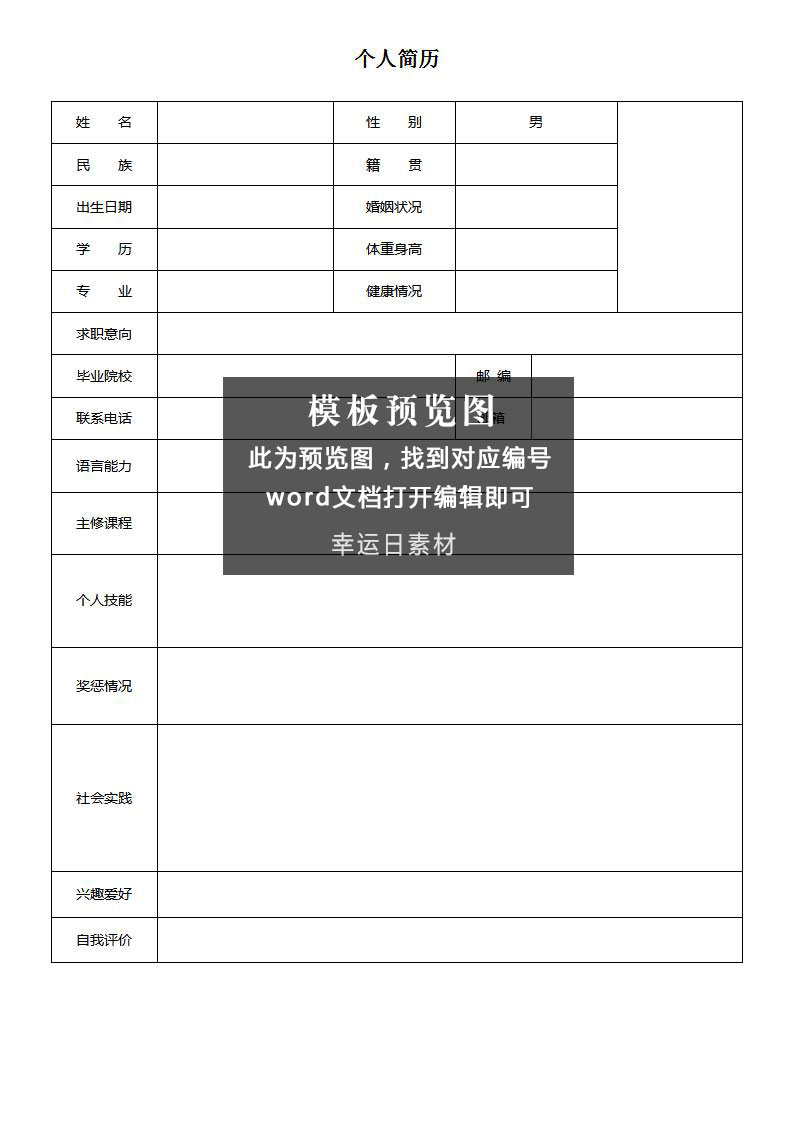 个人简历
姓 名 性 别 男
民 族 籍 贯
出生日期 婚姻状况
学 历 体重身高
专 业 健康情况
求职意向
毕业院校 邮 编
模板预览图
联系电话 箱
此为预览图，找到对应编号
语言能力
word文档打开编辑即可
主修课程
幸运日素材
个人技能
奖惩情况
社会实践
兴趣爱好
自我评价